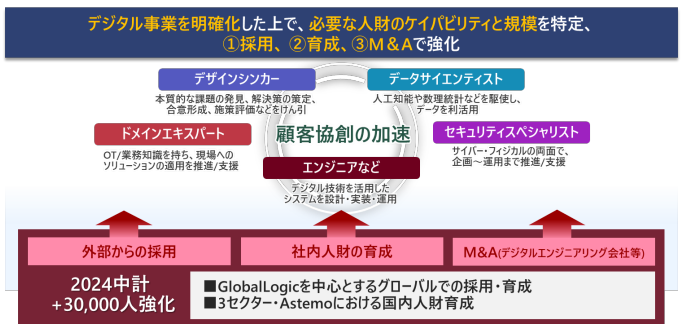 デジタル事業を明確化した上で、必要な人財のケイパビリティと規模を特定、
①採用、②育成、③M＆Aで強化
デザインシンカー
本質的な課題の発見、解決策の策定、
合意形成、施策評価などをけん引
データサイエンティスト
人工知能や数理統計などを駆使し、
データを利活用
ドメインエキスパート
OT/業務知識を持ち、現場への
ソリューションの適用を推進/支援
顧客協創の加速
セキュリティスペシャリスト
サイバー・フィジカルの両面で、
企画～運用まで推進/支援
エンジニアなど
デジタル技術を活用した
システムを設計・実装・運用
外部からの採用
社内人財の育成
M&A(デジタルエンジニアリング会社等)
2024中計
+30,000人強化
■GlobalLogicを中心とするグローバルでの採用・育成
■3セクター・Astemoにおける国内人財育成